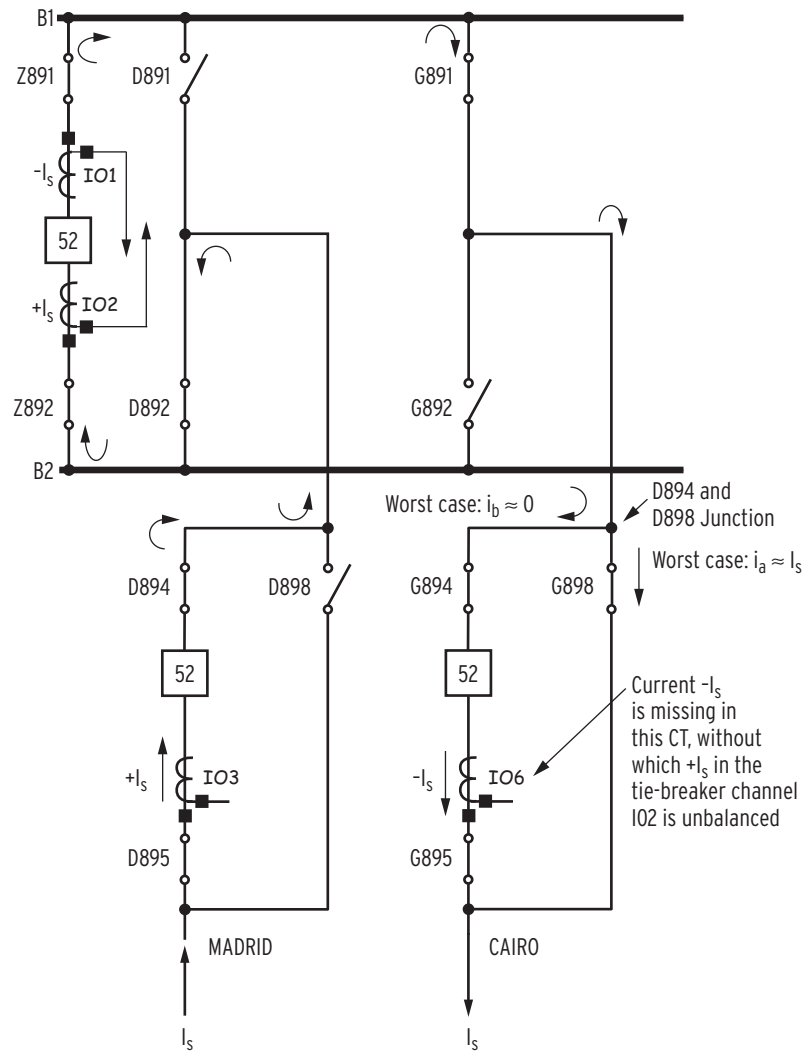 B1
Z891
D891
G891
–Is
IO1
52
+Is
IO2
Z892
D892
G892
B2
Worst case: ib ≈ 0
D894 and
D898 Junction
Worst case: ia ≈ Is
D894
D898
G894
G898
52
52
Current –Is
is missing in
this CT, without
which +Is in the
tie-breaker channel
I02 is unbalanced
+Is
IO3
–Is
IO6
D895
G895
MADRID
CAIRO
Is
Is